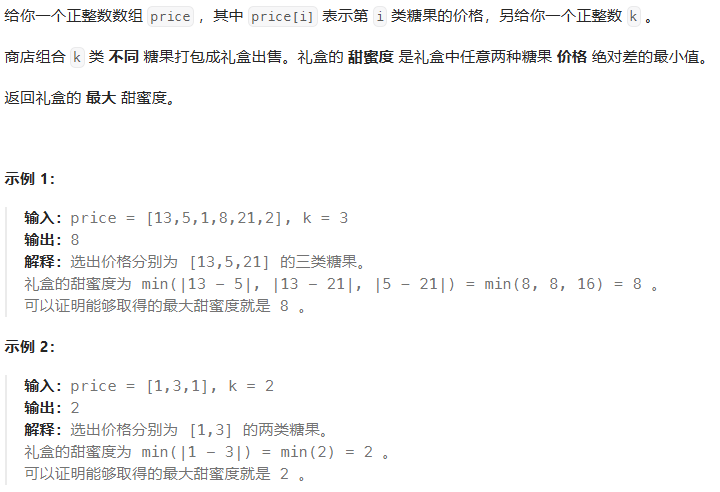 给你一个正整数数组 price ，其中 price[i] 表示第 i 类糖果的价格，另给你一个正整数 k 。
商店组合 k 类 不同 糖果打包成礼盒出售。礼盒的 甜蜜度 是礼盒中任意两种糖果 价格 绝对差的最小值。
返回礼盒的 最大 甜蜜度。
示例 1：
输入：price = [13,5,1,8,21,2], k = 3
输出：8
解释：选出价格分别为 [13,5,21] 的三类糖果。
礼盒的甜蜜度为 min(|13 - 5|, |13 - 21|, |5 - 21|) = min(8, 8, 16) = 8 。
可以证明能够取得的最大甜蜜度就是 8 。
示例 2：
输入：price = [1,3,1], k = 2
输出：2
解释：选出价格分别为 [1,3] 的两类糖果。
礼盒的甜蜜度为 min(|1 - 3|) = min(2) = 2 。
可以证明能够取得的最大甜蜜度就是 2 。